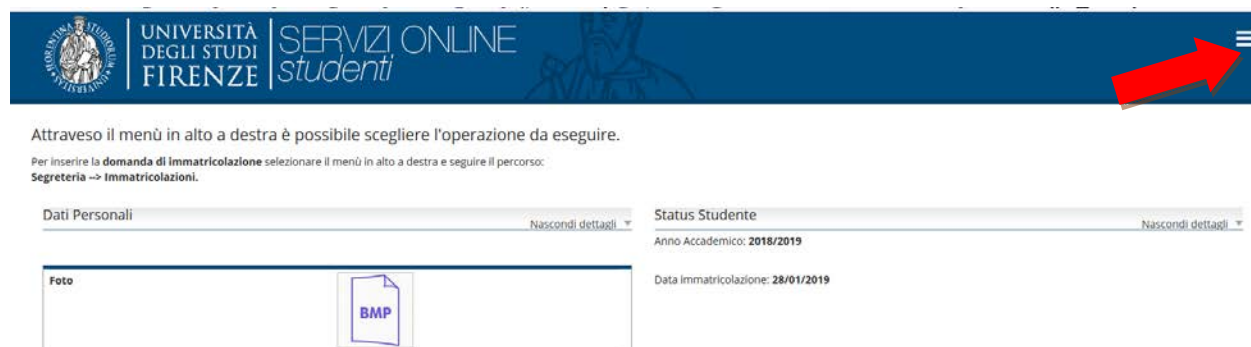 UNIVERSITÀ
DEGLI STUDI
FIRENZE
SERVIZI ONLINE
studenti
Attraveso il menù in alto a destra è possibile scegliere l'operazione da eseguire.
Per inserire la domanda di immatricolazione selezionare il menù in alto a destra e seguire il percorso:
Segreteria --> Immatricolazioni.
Dati Personali
Nascondi dettagli
Foto
BMP
Status Studente
Nascondi dettagli
Anno Accademico: 2018/2019
Data immatricolazione: 28/01/2019